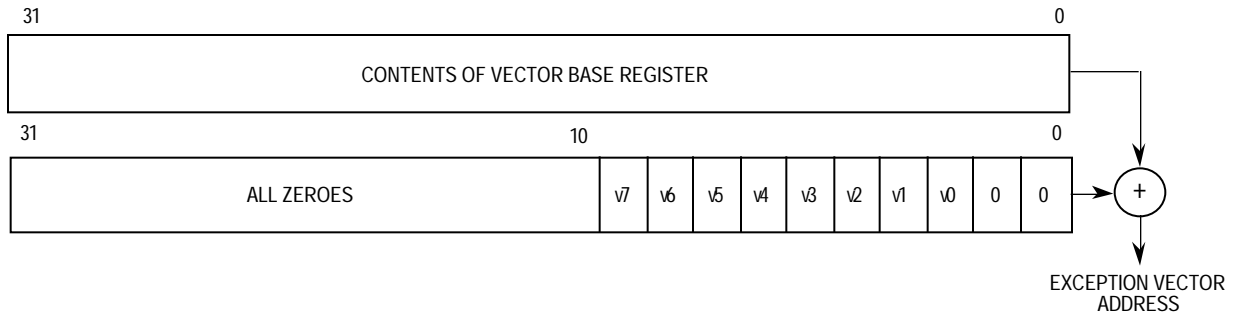 31 0
CONTENTS OF VECTOR BASE REGISTER
31 10 0
ALL ZEROES v7 v6 v5 v4 v3 v2 v1 v0 0 0 +
EXCEPTION VECTOR
ADDRESS